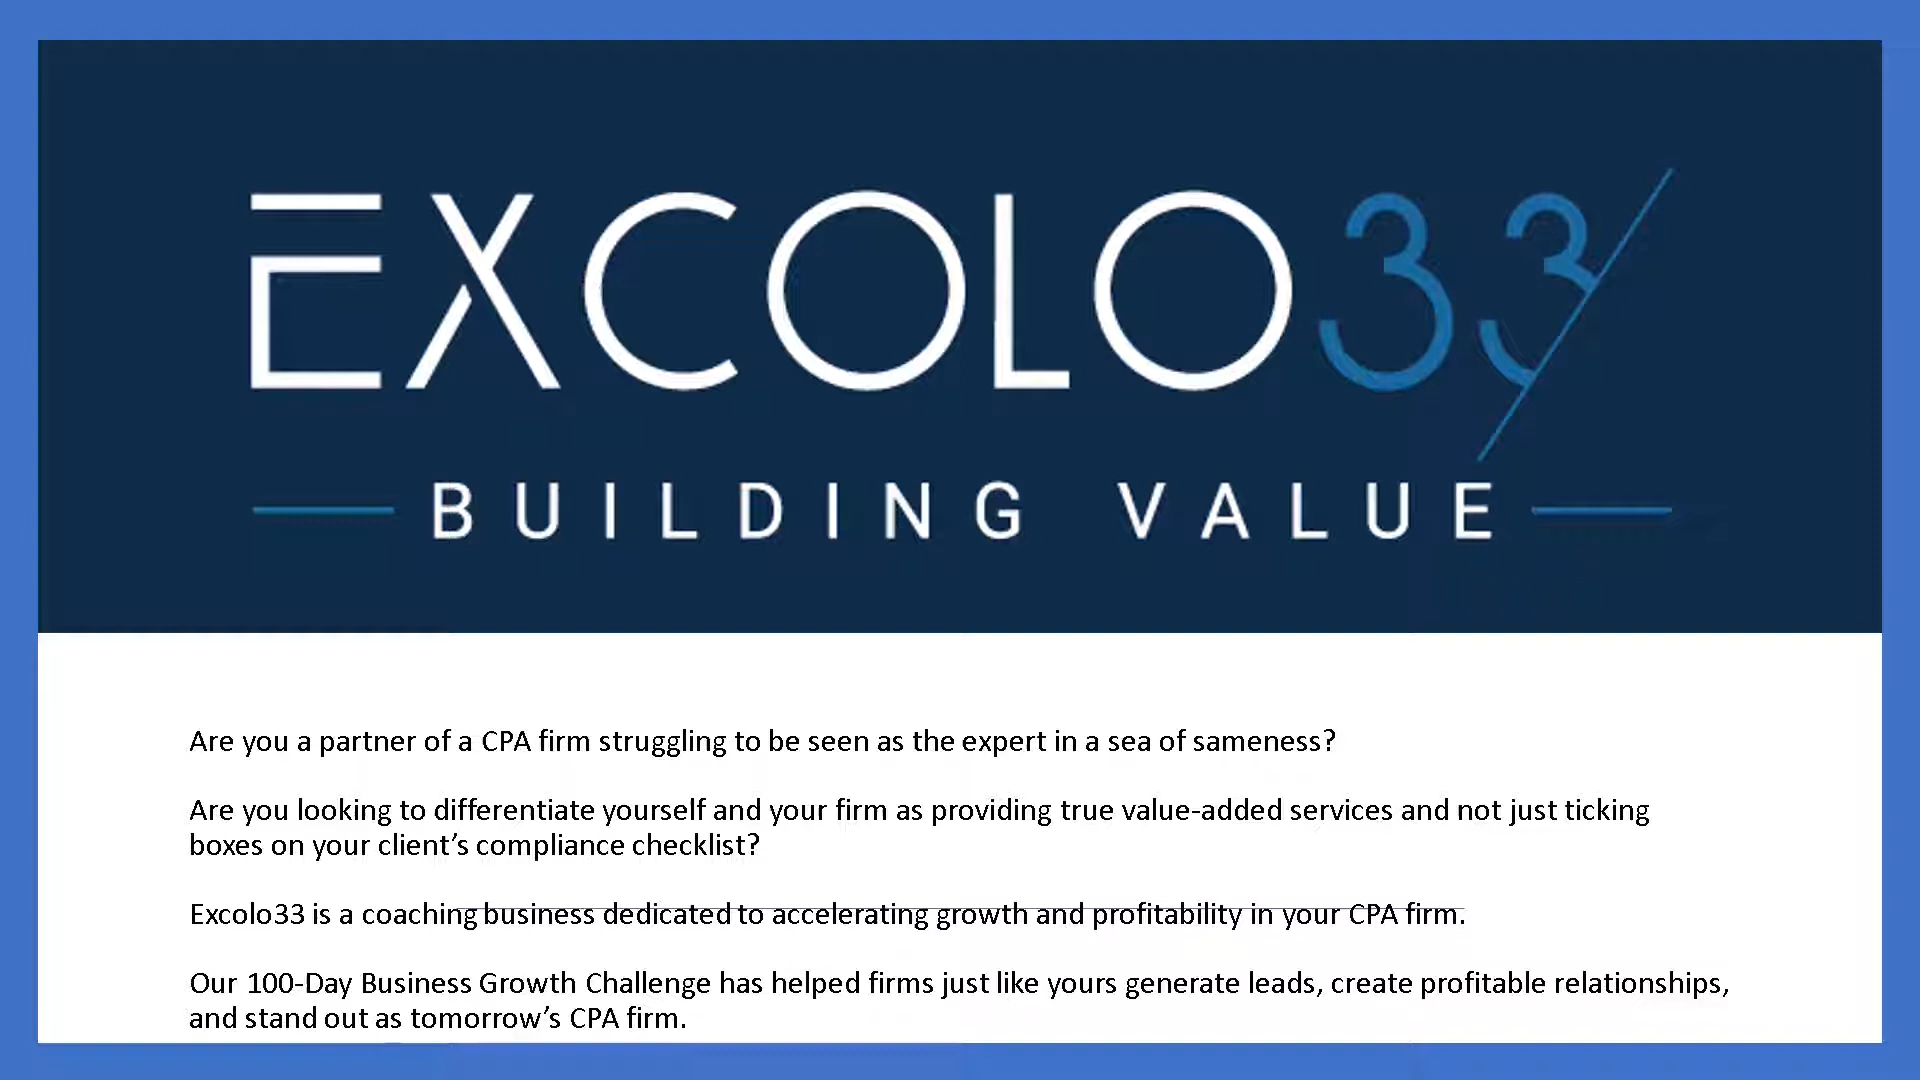 EXCOLO33
BUILDING VALUE
Are you a partner of a CPA firm struggling to be seen as the expert in a sea of sameness?
Are you looking to differentiate yourself and your firm as providing true value-added services and not just ticking
boxes on your client’s compliance checklist?
Excolo33 is a coaching business dedicated to accelerating growth and profitability in your CPA firm.
Our 100-Day Business Growth Challenge has helped firms just like yours generate leads, create profitable relationships,
and stand out as tomorrow’s CPA firm.